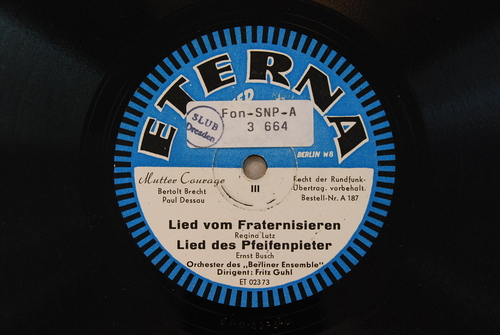 ETERNA
Fon-SNP-A
3 664
SLUB
Dresden
BERLIN W8
Mutter Courage
Bertolt Brecht
Paul Dessau
III
Recht der Rundfunk-
Übertrag. vorbehalt.
Bestell-Nr. A 187
Lied vom Fraternisieren
Regina Lutz
Lied des Pfeifenpieter
Ernst Busch
Orchester des „Berliner Ensemble"
Dirigent: Fritz Guhl
ET 02373